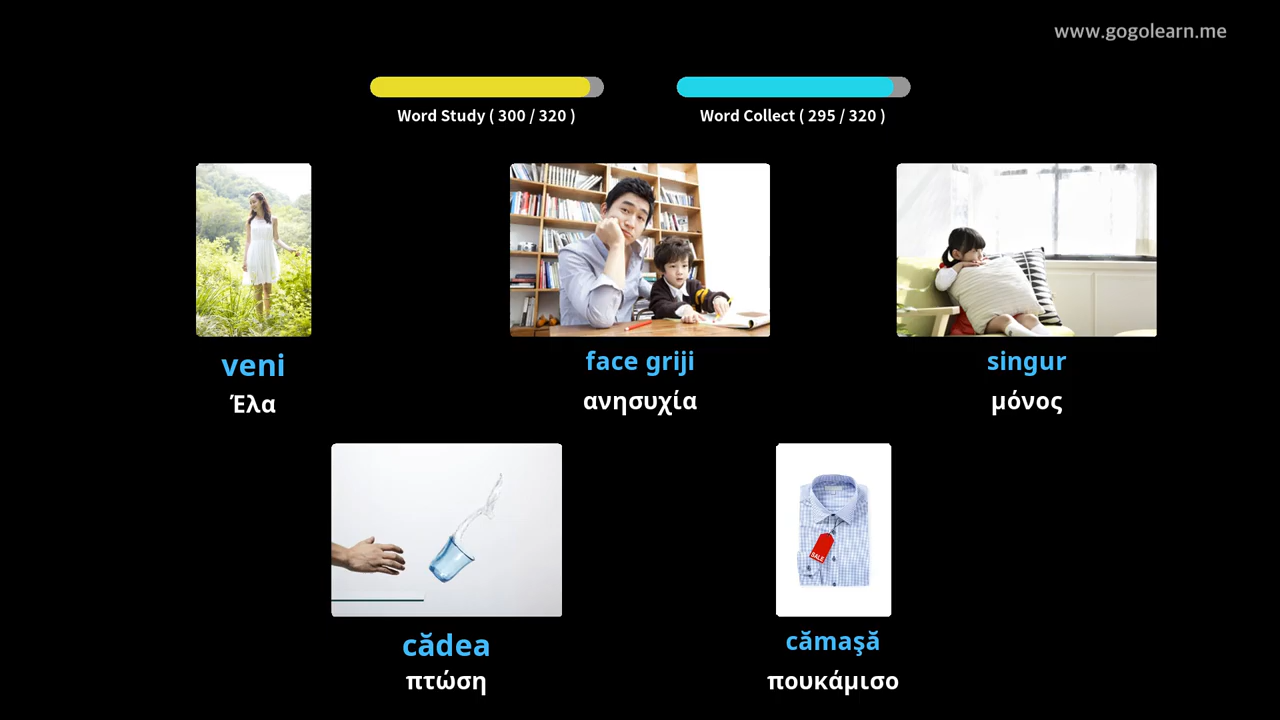 www.gogolearn.me
Word Study ( 300 / 320 )
Word Collect ( 295 / 320 )
veni
Έλα
face griji
ανησυχία
singur
μόνος
SALE
cădea
πτώση
cămaşă
πουκάμισο